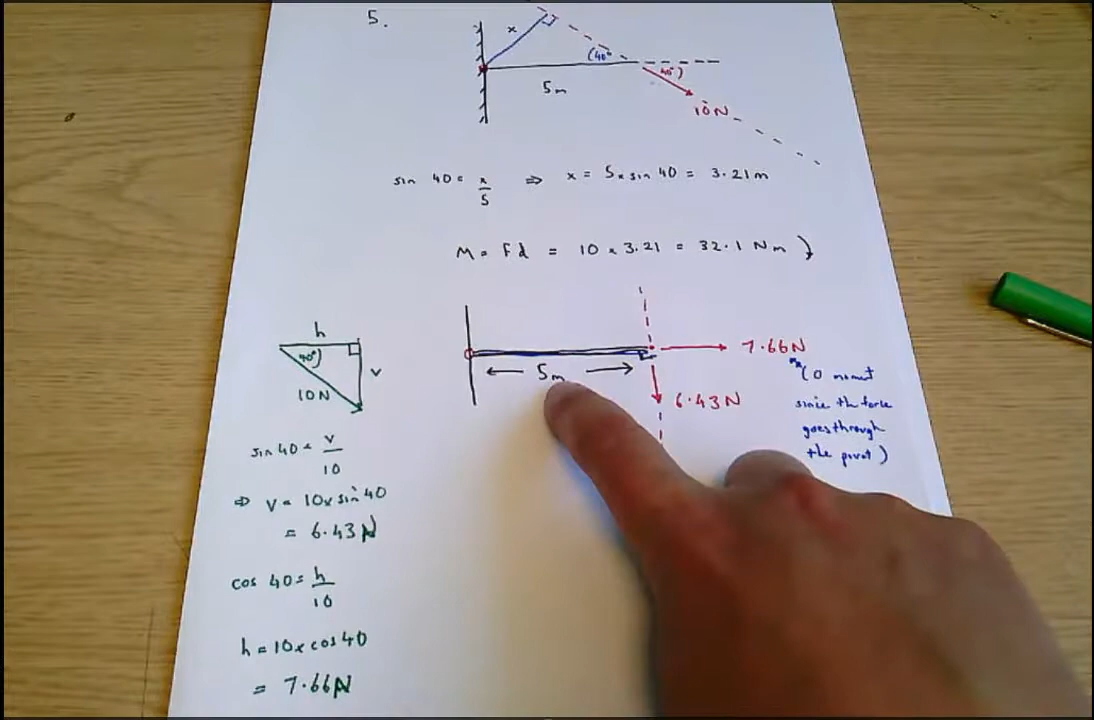 5.
x
40°
40°
5m
10N
sin 40 = x/5 ⇒ x = 5 x sin 40 = 3.21m
M = Fd = 10 x 3.21 = 32.1 Nm
h
40°
v
10N
7.66N
5m
6.43N
(0 moment
since the force
goes through
the pivot)
sin 40 = v/10
⇒ v = 10 x sin 40
= 6.43N
cos 40 = h/10
h = 10 x cos 40
= 7.66N